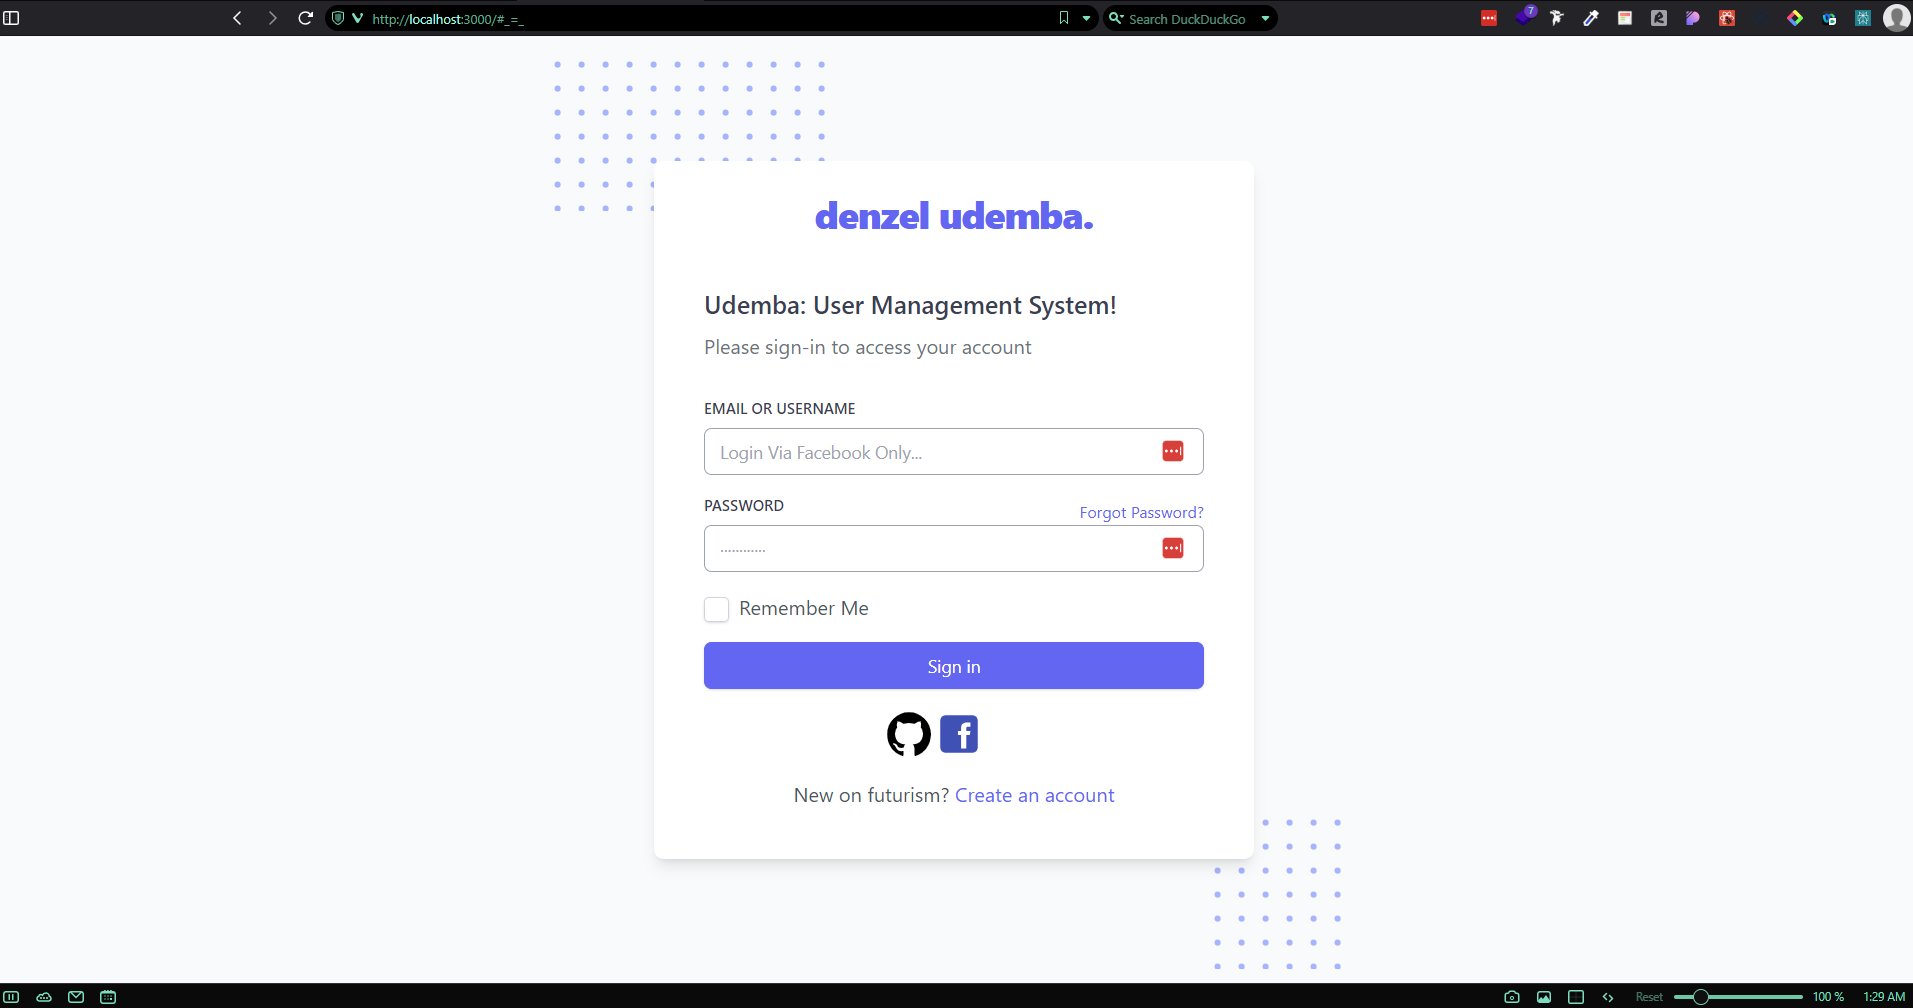 http://localhost:3000/#_=_
Search DuckDuckGo
7
denzel udemba.
Udemba: User Management System!
Please sign-in to access your account
EMAIL OR USERNAME
Login Via Facebook Only...
PASSWORD
Forgot Password?
············
Remember Me
Sign in
New on futurism? Create an account
Reset
100 %
1:29 AM